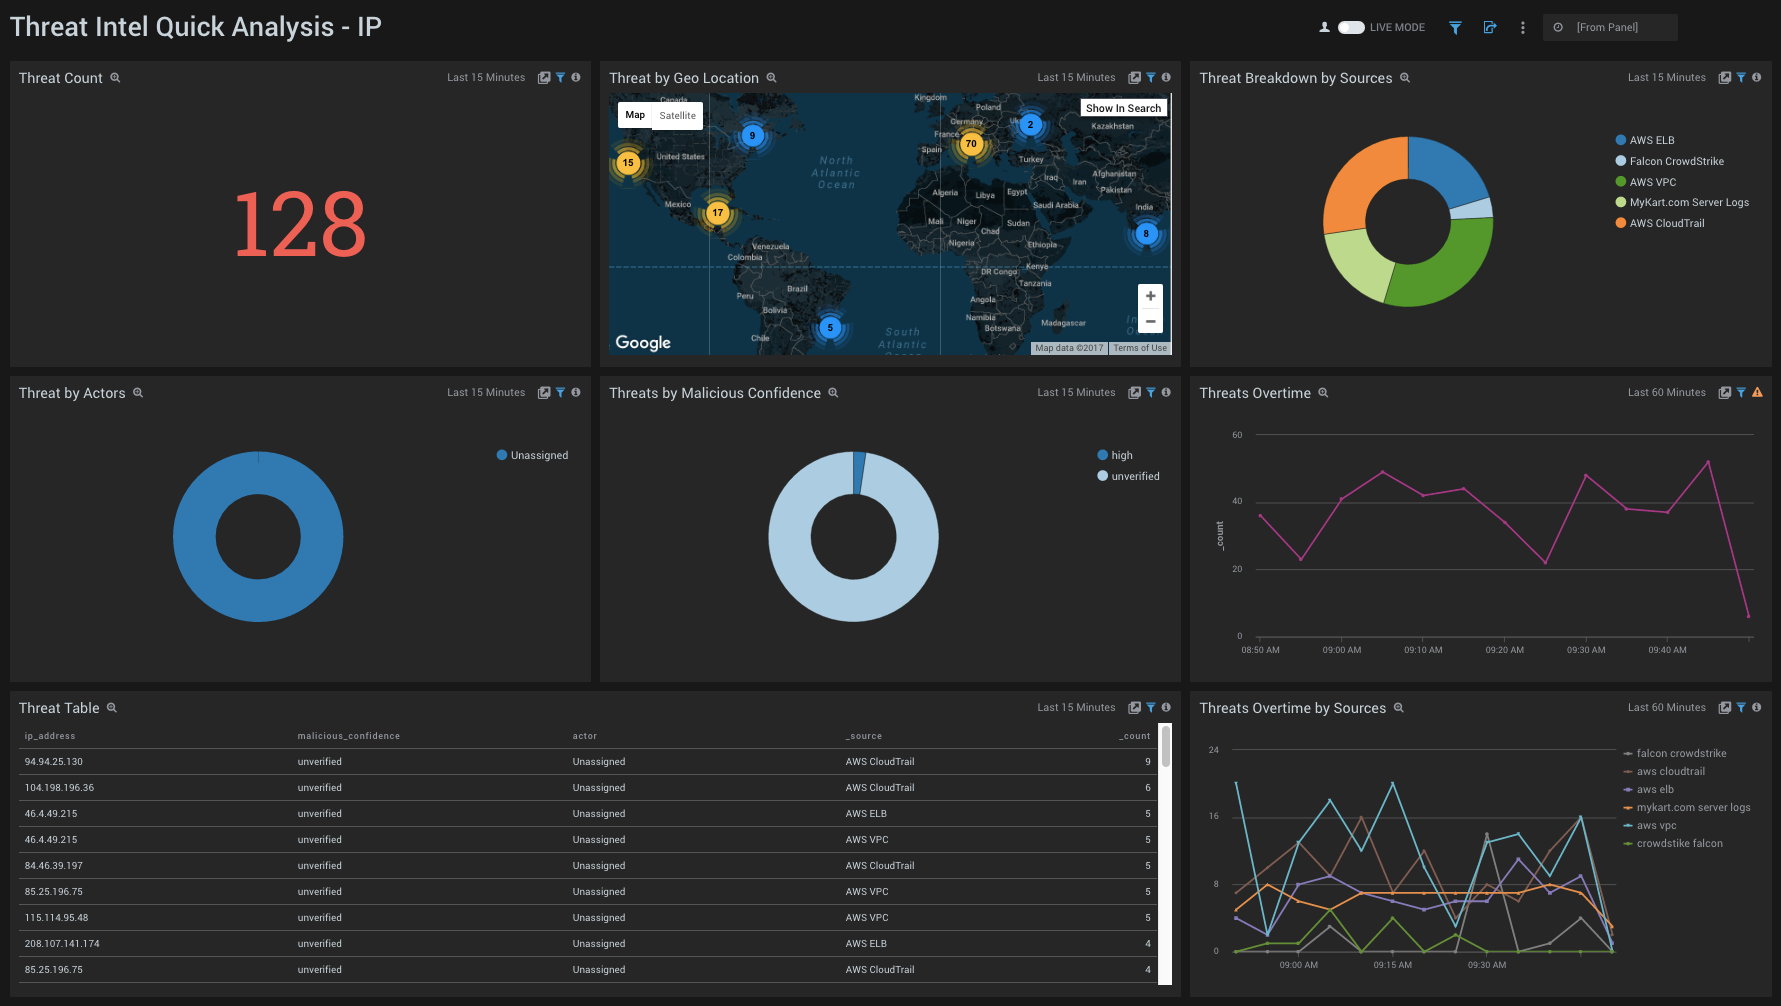 Threat Intel Quick Analysis - IP
LIVE MODE
[From Panel]
Threat Count
Last 15 Minutes
128
Threat by Geo Location
Last 15 Minutes
Map
Satellite
Show In Search
Canada
United States
Mexico
Venezuela
Colombia
Peru
Brazil
Bolivia
Chile
North
Atlantic
Ocean
South
Atlantic
Kingdom
Poland
Germany
France
Spain
Kazakhstan
Turkey
Iraq
Iran
Afghanistan
Pakistan
Algeria
Libya
Egypt
Saudi Arabia
India
Mali
Niger
Sudan
Chad
Nigeria
Ethiopia
Kenya
DR Congo
Tanzania
Angola
Namibia
Botswana
Madagascar
9
15
17
5
70
2
8
+
−
Google
Map data ©2017
Terms of Use
Threat Breakdown by Sources
Last 15 Minutes
AWS ELB
Falcon CrowdStrike
AWS VPC
MyKart.com Server Logs
AWS CloudTrail
Threat by Actors
Last 15 Minutes
Unassigned
Threats by Malicious Confidence
Last 15 Minutes
high
unverified
Threats Overtime
Last 60 Minutes
60
40
20
0
_count
08:50 AM 09:00 AM 09:10 AM 09:20 AM 09:30 AM 09:40 AM
Threat Table
Last 15 Minutes
ip_address malicious_confidence actor _source _count
94.94.25.130 unverified Unassigned AWS CloudTrail 9
104.198.196.36 unverified Unassigned AWS CloudTrail 6
46.4.49.215 unverified Unassigned AWS ELB 5
46.4.49.215 unverified Unassigned AWS VPC 5
84.46.39.197 unverified Unassigned AWS CloudTrail 5
85.25.196.75 unverified Unassigned AWS VPC 5
115.114.95.48 unverified Unassigned AWS VPC 5
208.107.141.174 unverified Unassigned AWS ELB 4
85.25.196.75 unverified Unassigned AWS CloudTrail 4
Threats Overtime by Sources
Last 60 Minutes
24
16
8
0
09:00 AM 09:15 AM 09:30 AM
falcon crowdstrike
aws cloudtrail
aws elb
mykart.com server logs
aws vpc
crowdstike falcon